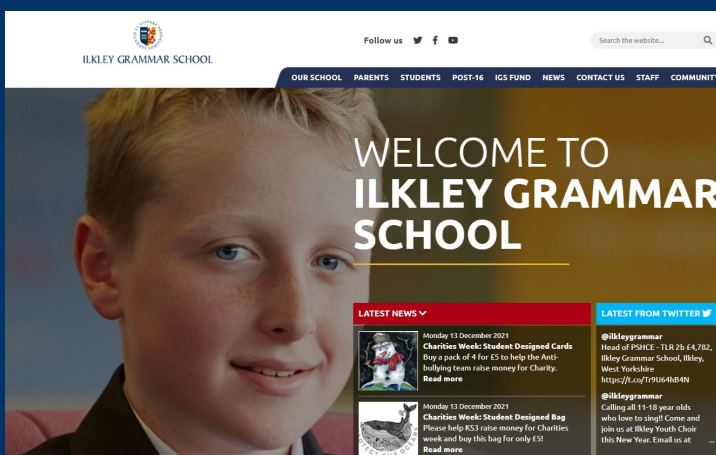 ILKLEY GRAMMAR SCHOOL
Follow us
Search the website...
OUR SCHOOL PARENTS STUDENTS POST-16 IGS FUND NEWS CONTACT US STAFF COMMUNITY
WELCOME TO
ILKLEY GRAMMAR
SCHOOL
LATEST NEWS
Monday 13 December 2021
Charities Week: Student Designed Cards
Buy a pack of 4 for £5 to help the Anti-
bullying team raise money for Charity.
Read more
Monday 13 December 2021
Charities Week: Student Designed Bag
Please help KS3 raise money for Charities
week and buy this bag for only £5!
Read more
LATEST FROM TWITTER
@ilkleygrammar
Head of PSHCE - TLR 2b £4,782,
Ilkley Grammar School, Ilkley,
West Yorkshire
https://t.co/Tr9U64hB4N
@ilkleygrammar
Calling all 11-18 year olds
who love to sing!! Come and
join us at Ilkley Youth Choir
this New Year. Email us at